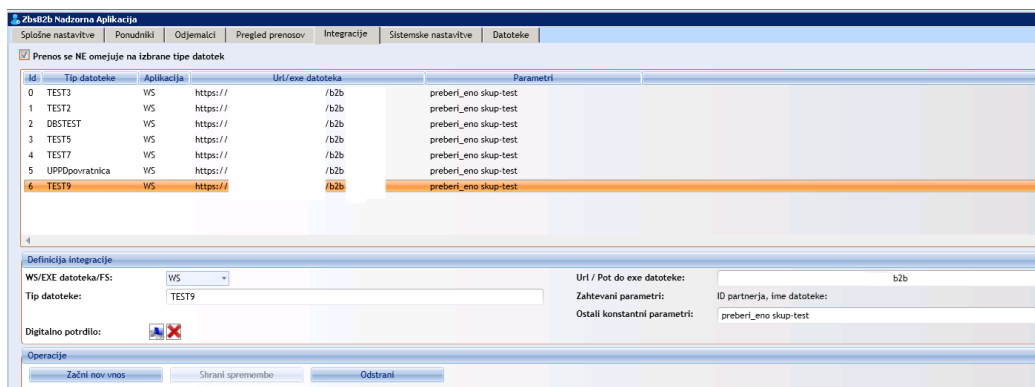 ZbsB2b Nadzorna Aplikacija
Splošne nastavitve Ponudniki Odjemalci Pregled prenosov Integracije Sistemske nastavitve Datoteke
Prenos se NE omejuje na izbrane tipe datotek
Id Tip datoteke Aplikacija Url/exe datoteka Parametri
0 TEST3 WS https:// /b2b preberi_eno skup-test
1 TEST2 WS https:// /b2b preberi_eno skup-test
2 DBSTEST WS https:// /b2b preberi_eno skup-test
3 TEST5 WS https:// /b2b preberi_eno skup-test
4 TEST7 WS https:// /b2b preberi_eno skup-test
5 UPPDpovratnica WS https:// /b2b preberi_eno skup-test
6 TEST9 WS https:// /b2b preberi_eno skup-test
Definicija integracije
WS/EXE datoteka/FS: WS Url / Pot do exe datoteke: b2b
Tip datoteke: TEST9 Zahtevani parametri: ID partnerja, ime datoteke:
Ostali konstantni parametri: preberi_eno skup-test
Digitalno potrdilo:
Operacije
Začni nov vnos Shrani spremembe Odstrani